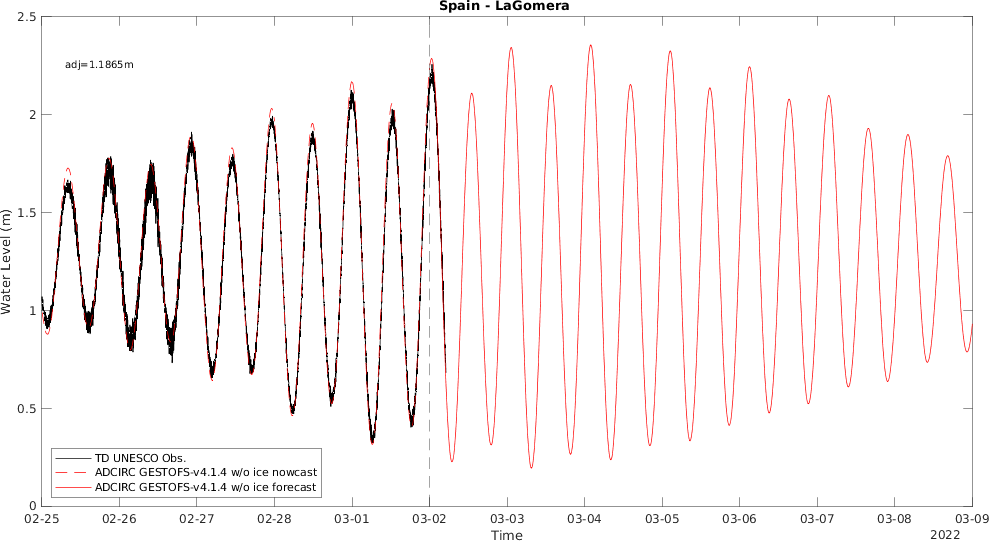 Spain - LaGomera
2.5
adj=1.1865m
2
1.5
Water Level (m)
1
0.5
TD UNESCO Obs.
ADCIRC GESTOFS-v4.1.4 w/o ice nowcast
ADCIRC GESTOFS-v4.1.4 w/o ice forecast
0
02-25 02-26 02-27 02-28 03-01 03-02 03-03 03-04 03-05 03-06 03-07 03-08 03-09
Time
2022